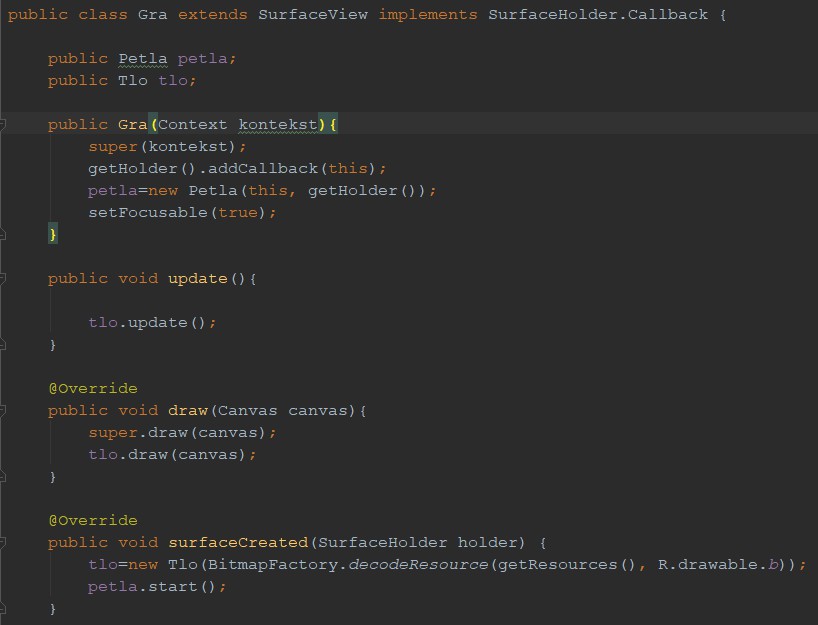 public class Gra extends SurfaceView implements SurfaceHolder.Callback {
public Petla petla;
public Tlo tlo;
public Gra(Context kontekst){
super(kontekst);
getHolder().addCallback(this);
petla=new Petla(this, getHolder());
setFocusable(true);
}
public void update(){
tlo.update();
}
@Override
public void draw(Canvas canvas){
super.draw(canvas);
tlo.draw(canvas);
}
@Override
public void surfaceCreated(SurfaceHolder holder) {
tlo=new Tlo(BitmapFactory.decodeResource(getResources(), R.drawable.b));
petla.start();
}